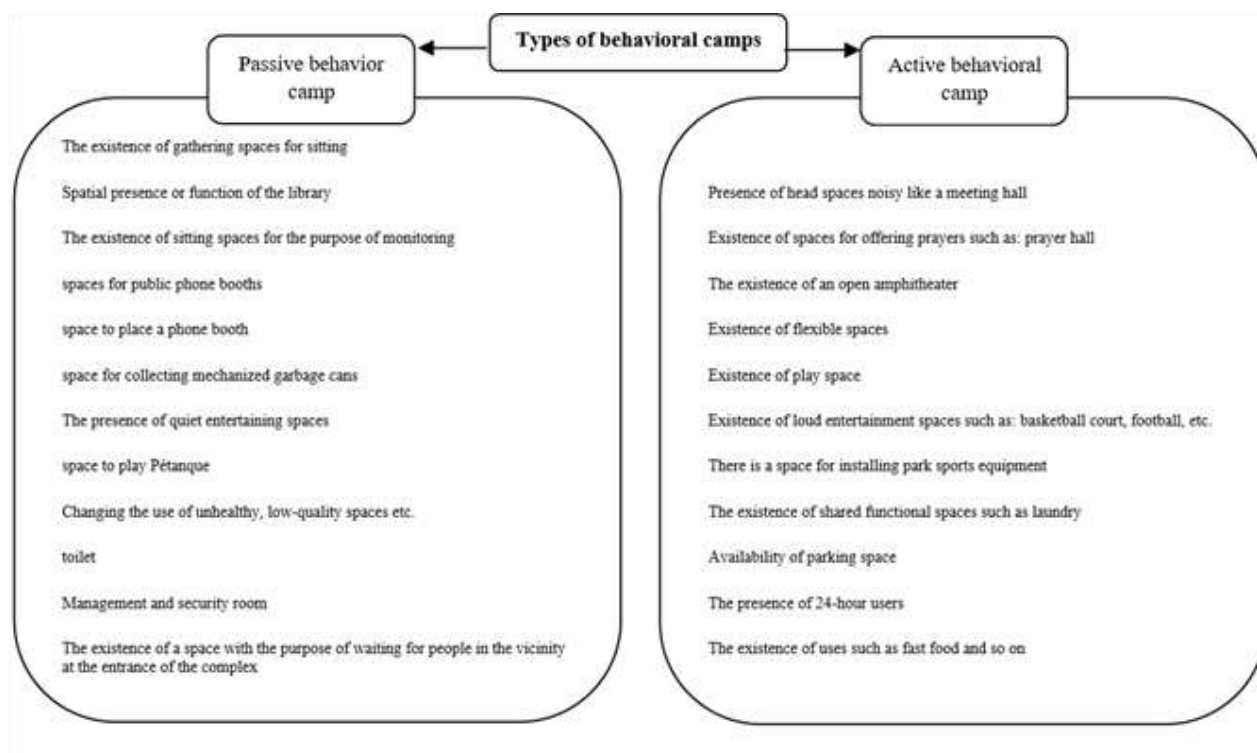 Types of behavioral camps
Passive behavior
camp
The existence of gathering spaces for sitting
Spatial presence or function of the library
The existence of sitting spaces for the purpose of monitoring
spaces for public phone booths
space to place a phone booth
space for collecting mechanized garbage cans
The presence of quiet entertaining spaces
space to play Pétanque
Changing the use of unhealthy, low-quality spaces etc.
toilet
Management and security room
The existence of a space with the purpose of waiting for people in the vicinity
at the entrance of the complex
Active behavioral
camp
Presence of head spaces noisy like a meeting hall
Existence of spaces for offering prayers such as: prayer hall
The existence of an open amphitheater
Existence of flexible spaces
Existence of play space
Existence of loud entertainment spaces such as: basketball court, football, etc.
There is a space for installing park sports equipment
The existence of shared functional spaces such as laundry
Availability of parking space
The presence of 24-hour users
The existence of uses such as fast food and so on